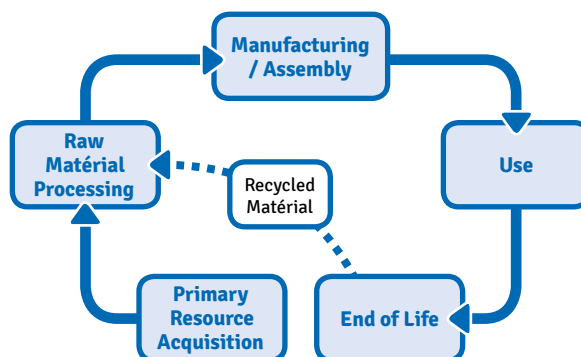 Manufacturing
/ Assembly
Raw
Matérial
Processing
Use
Recycled
Matérial
Primary
Resource
Acquisition
End of Life